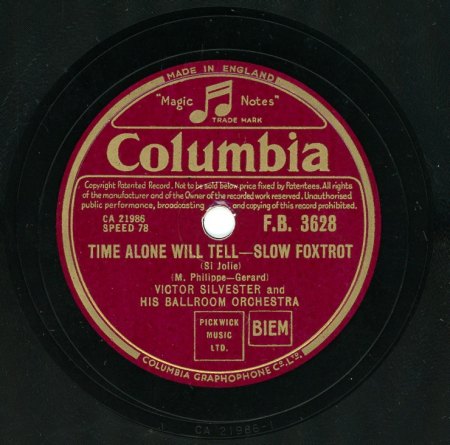 MADE IN ENGLAND
"Magic Notes"
TRADE MARK
Columbia
Copyright Patented Record. Not to be sold below price fixed by Patentees. All rights
of the manufacturer and of the Owner of the recorded work reserved. Unauthorised
public performance, broadcasting and copying of this record prohibited.
CA 21986
SPEED 78
F.B. 3628
TIME ALONE WILL TELL—SLOW FOXTROT
(Si Jolie)
(M. Philippe—Gerard)
VICTOR SILVESTER and
HIS BALLROOM ORCHESTRA
PICKWICK
MUSIC
LTD.
BIEM
COLUMBIA GRAPHOPHONE Co. LTD.
CA 21986-1